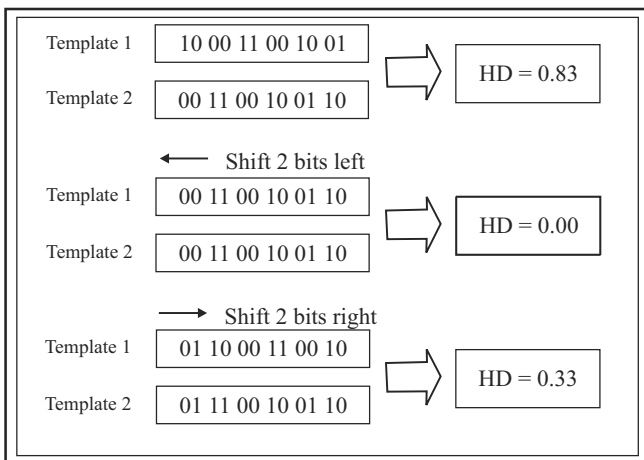 Template 1 10 00 11 00 10 01
HD = 0.83
Template 2 00 11 00 10 01 10
Shift 2 bits left
Template 1 00 11 00 10 01 10
HD = 0.00
Template 2 00 11 00 10 01 10
Shift 2 bits right
Template 1 01 10 00 11 00 10
HD = 0.33
Template 2 01 11 00 10 01 10